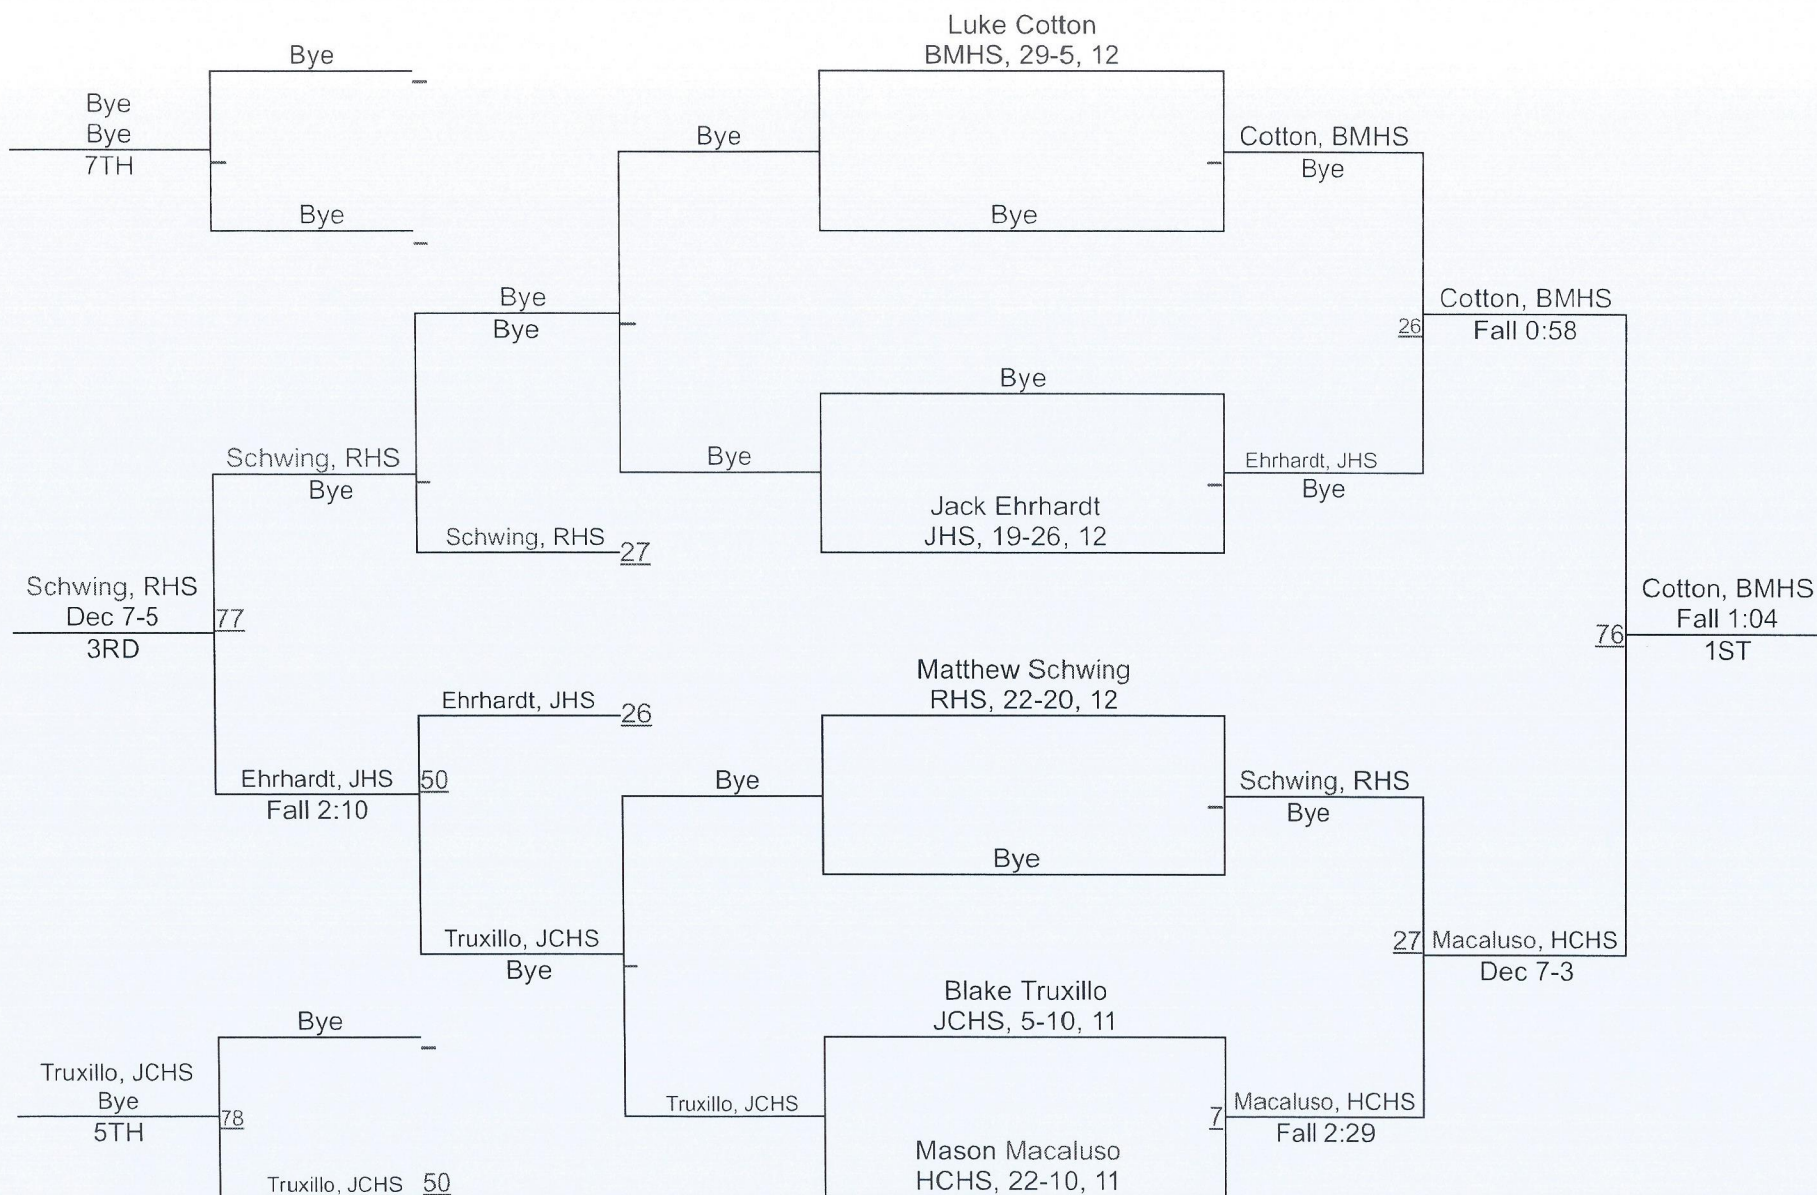 Luke Cotton
BMHS, 29-5, 12
Bye
Bye
Bye
7TH
Bye
Bye
Cotton, BMHS
Bye
Bye
Bye
Bye
Cotton, BMHS
26
Fall 0:58
Bye
Schwing, RHS
Bye
Bye
Ehrhardt, JHS
Bye
Jack Ehrhardt
JHS, 19-26, 12
Schwing, RHS
27
Schwing, RHS
Dec 7-5
77
3RD
Cotton, BMHS
Fall 1:04
76
1ST
Matthew Schwing
RHS, 22-20, 12
Ehrhardt, JHS
26
Ehrhardt, JHS
50
Fall 2:10
Bye
Schwing, RHS
Bye
Bye
Truxillo, JCHS
Bye
27
Macaluso, HCHS
Dec 7-3
Blake Truxillo
JCHS, 5-10, 11
Bye
Truxillo, JCHS
Bye
78
5TH
Truxillo, JCHS
7
Macaluso, HCHS
Fall 2:29
Mason Macaluso
HCHS, 22-10, 11
Truxillo, JCHS
50